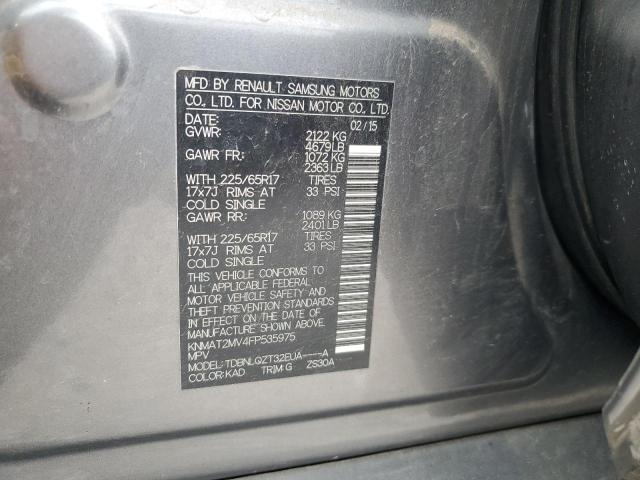 MFD BY RENAULT SAMSUNG MOTORS
CO., LTD. FOR NISSAN MOTOR CO., LTD.
DATE: 02/15
GVWR: 2122 KG
4679 LB
GAWR FR: 1072 KG
2363 LB
WITH 225/65R17 TIRES
17x7J RIMS AT 33 PSI
COLD SINGLE
GAWR RR: 1089 KG
2401 LB
WITH 225/65R17 TIRES
17x7J RIMS AT 33 PSI
COLD SINGLE
THIS VEHICLE CONFORMS TO
ALL APPLICABLE FEDERAL
MOTOR VEHICLE SAFETY AND
THEFT PREVENTION STANDARDS
IN EFFECT ON THE DATE OF
MANUFACTURE SHOWN ABOVE.
KNMAT2MV4FP535975
MPV
MODEL: TDBNLQZT32EUA-----A
COLOR: KAD TRIM: G ZS30A